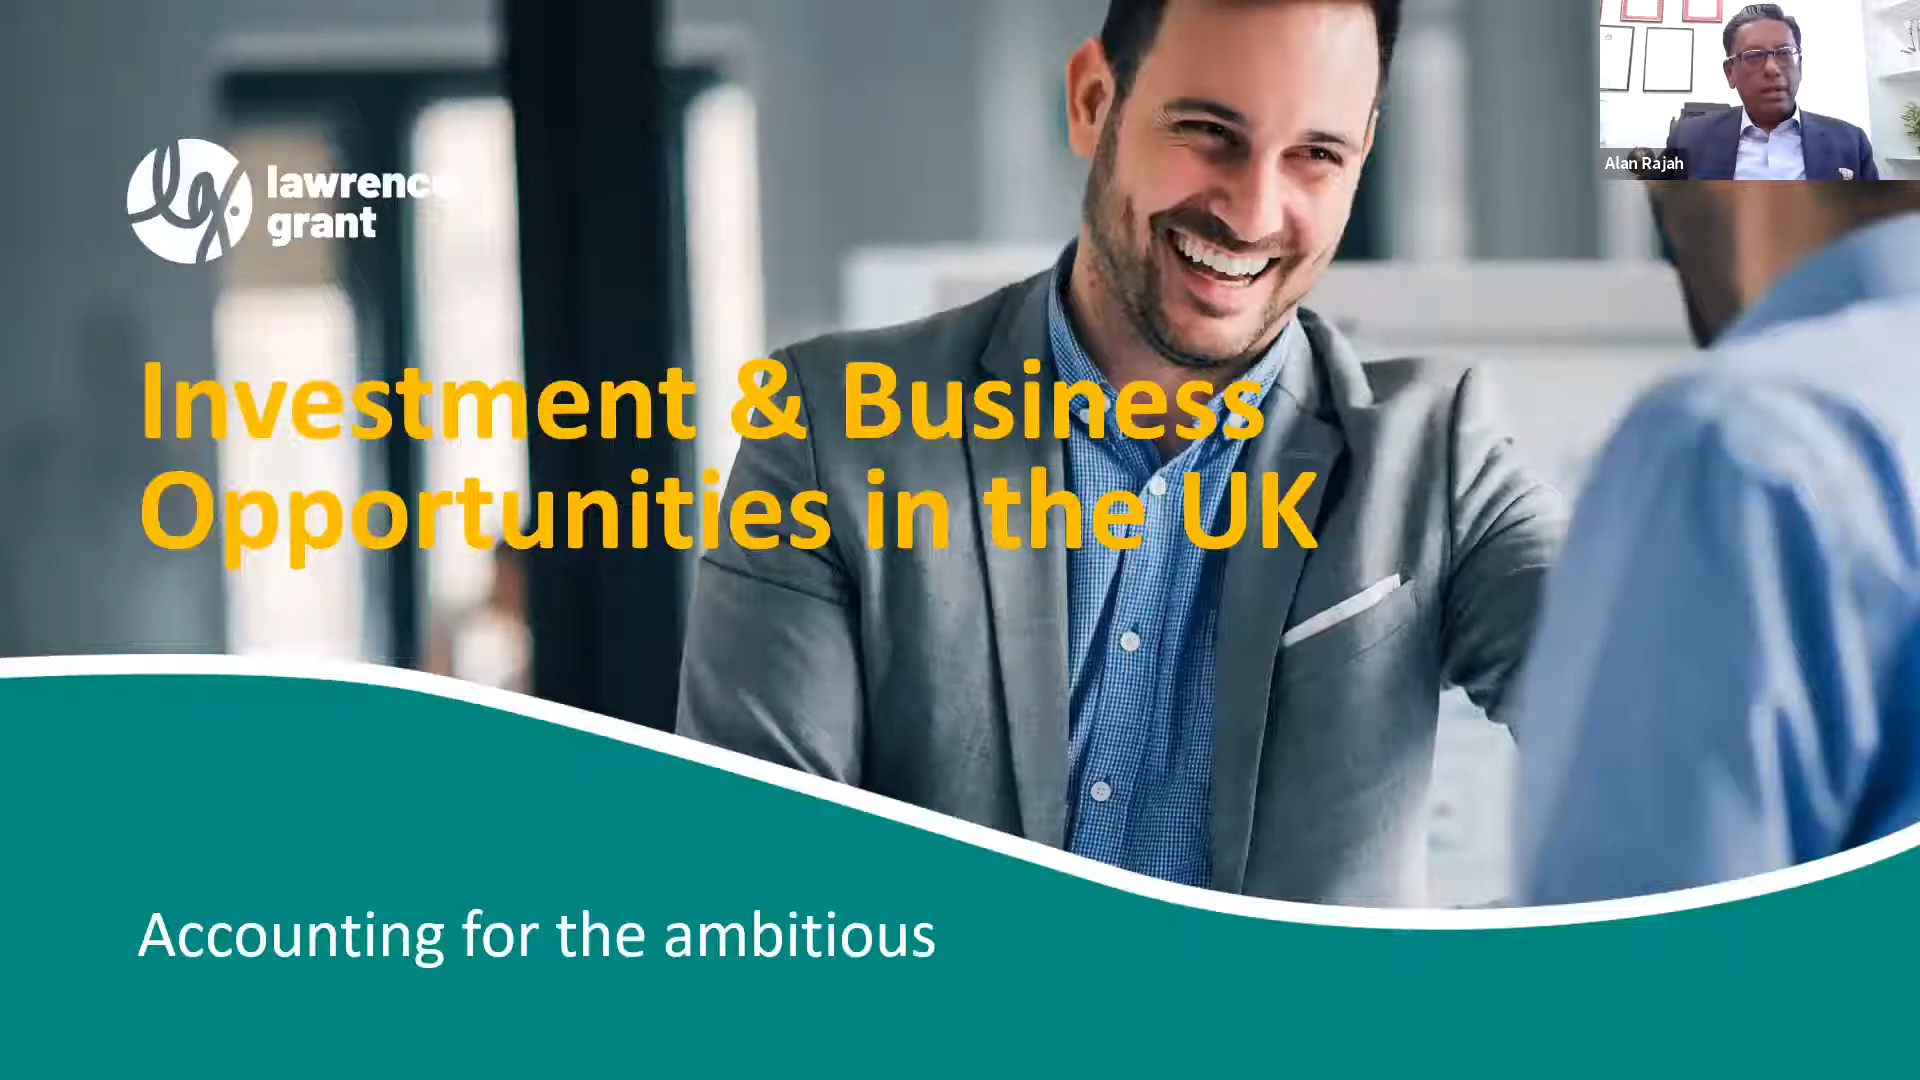 lawrence
grant
Alan Rajah
Investment & Business
Opportunities in the UK
Accounting for the ambitious